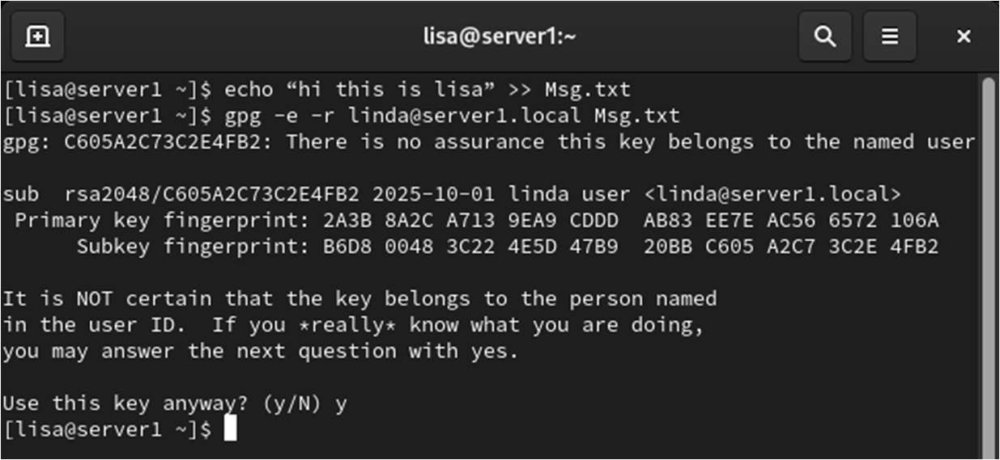 lisa@server1:~
[lisa@server1 ~]$ echo “hi this is lisa” >> Msg.txt
[lisa@server1 ~]$ gpg -e -r linda@server1.local Msg.txt
gpg: C605A2C73C2E4FB2: There is no assurance this key belongs to the named user
sub  rsa2048/C605A2C73C2E4FB2 2025-10-01 linda user <linda@server1.local>
 Primary key fingerprint: 2A3B 8A2C A713 9EA9 CDDD  AB83 EE7E AC56 6572 106A
      Subkey fingerprint: B6D8 0048 3C22 4E5D 47B9  20BB C605 A2C7 3C2E 4FB2
It is NOT certain that the key belongs to the person named
in the user ID.  If you *really* know what you are doing,
you may answer the next question with yes.
Use this key anyway? (y/N) y
[lisa@server1 ~]$